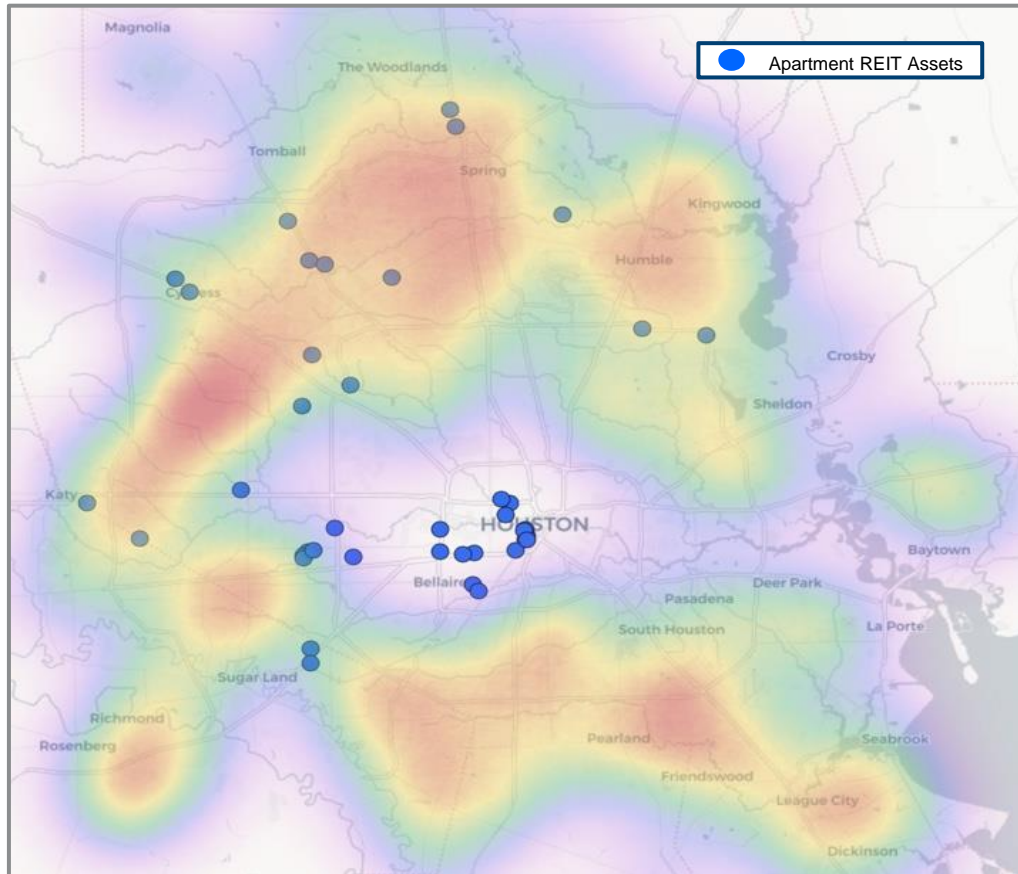 Magnolia
The Woodlands
Apartment REIT Assets
Tomball
Spring
Kingwood
Humble
Cypress
Crosby
Sheldon
Katy
HOUSTON
Baytown
Bellaire
Deer Park
Pasadena
La Porte
South Houston
Sugar Land
Richmond
Rosenberg
Pearland
Seabrook
Friendswood
League City
Dickinson